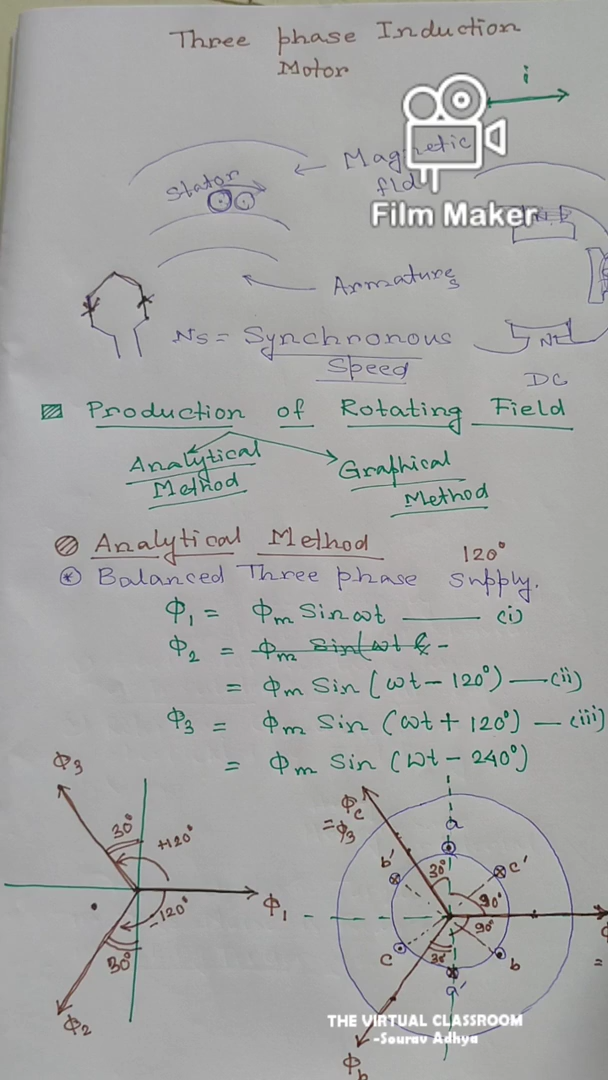 Three phase Induction
Motor
i
Magnetic
fld
Stator
Film Maker
N
Armature
Ns = Synchronous
Speed
N
DC
Production of Rotating Field
Analytical
Method
Graphical
Method
Analytical Method
120°
Balanced Three phase supply.
Φ1 = Φm Sin ωt —— (i)
Φ2 = Φm Sin(ωt
= Φm Sin (ωt − 120°) — (ii)
Φ3 = Φm Sin (ωt + 120°) — (iii)
= Φm Sin (ωt − 240°)
Φ3
30°
+120°
Φ1
−120°
30°
Φ2
Φc
= Φ3
a
b'
c'
30°
90°
90°
Φ
=
c
30°
b
a'
Φb
THE VIRTUAL CLASSROOM
-Sourav Adhya